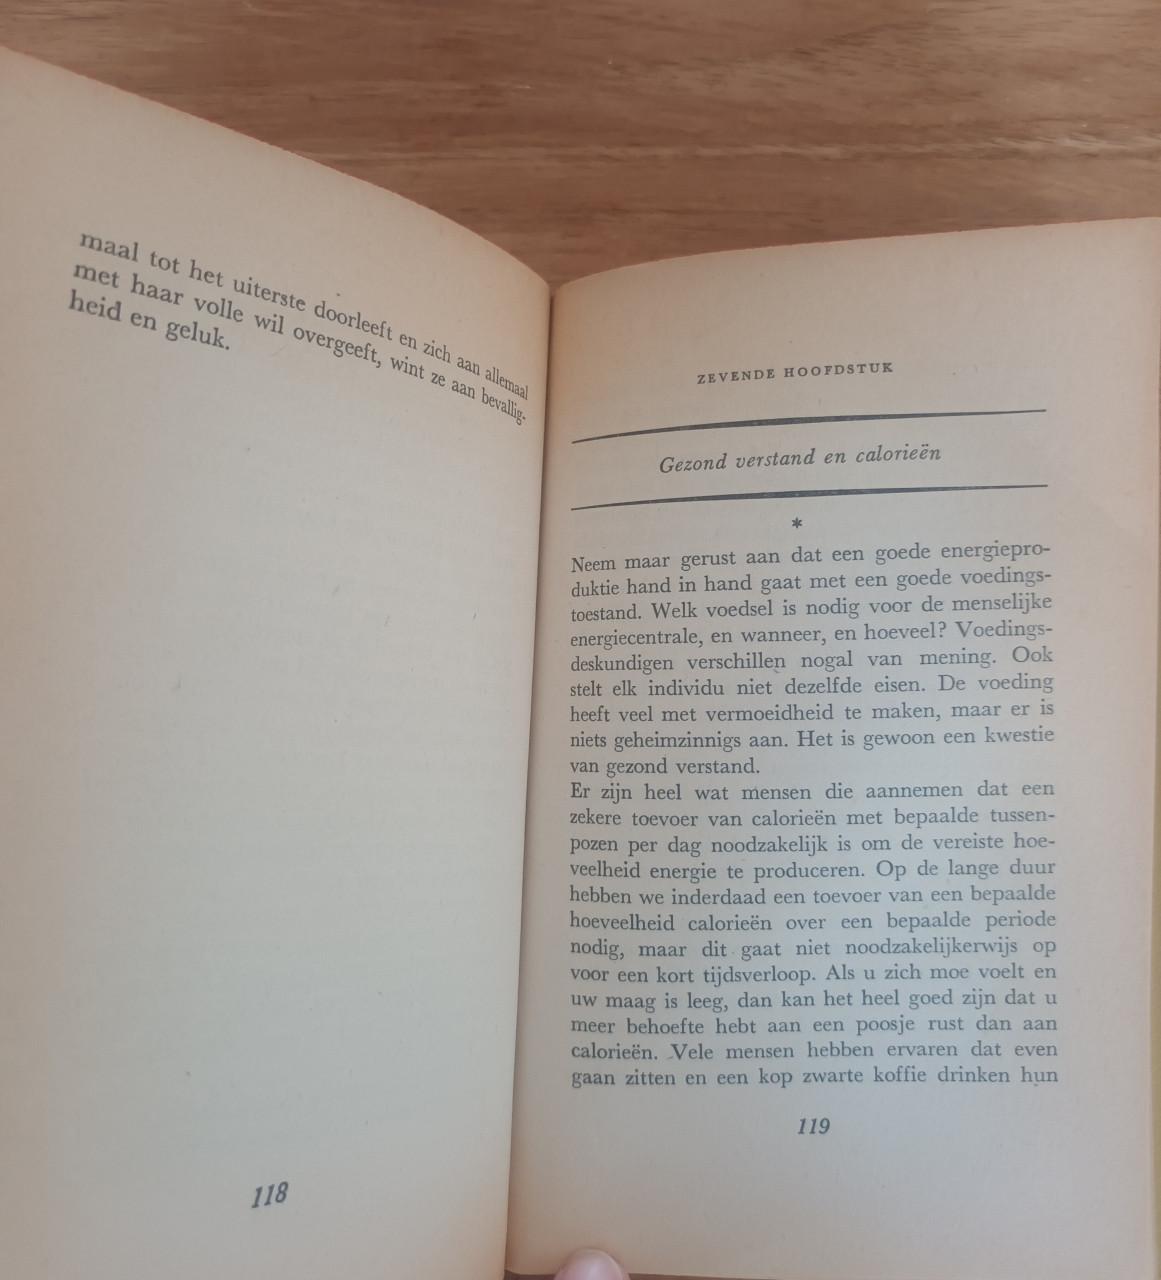 maal tot het uiterste doorleeft en zich aan allemaal
met haar volle wil overgeeft, wint ze aan bevallig-
heid en geluk.
118
ZEVENDE HOOFDSTUK
Gezond verstand en calorieën
*
Neem maar gerust aan dat een goede energiepro-
duktie hand in hand gaat met een goede voedings-
toestand. Welk voedsel is nodig voor de menselijke
energiecentrale, en wanneer, en hoeveel? Voedings-
deskundigen verschillen nogal van mening. Ook
stelt elk individu niet dezelfde eisen. De voeding
heeft veel met vermoeidheid te maken, maar er is
niets geheimzinnigs aan. Het is gewoon een kwestie
van gezond verstand.
Er zijn heel wat mensen die aannemen dat een
zekere toevoer van calorieën met bepaalde tussen-
pozen per dag noodzakelijk is om de vereiste hoe-
veelheid energie te produceren. Op de lange duur
hebben we inderdaad een toevoer van een bepaalde
hoeveelheid calorieën over een bepaalde periode
nodig, maar dit gaat niet noodzakelijkerwijs op
voor een kort tijdsverloop. Als u zich moe voelt en
uw maag is leeg, dan kan het heel goed zijn dat u
meer behoefte hebt aan een poosje rust dan aan
calorieën. Vele mensen hebben ervaren dat even
gaan zitten en een kop zwarte koffie drinken hun
119